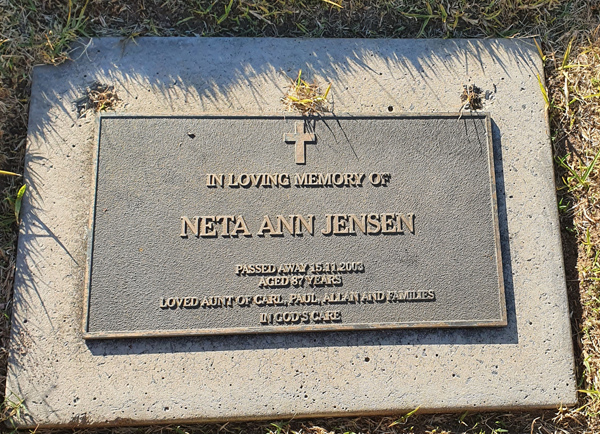 IN LOVING MEMORY OF
NETA ANN JENSEN
PASSED AWAY 15.11.2003
AGED 87 YEARS
LOVED AUNT OF CARL, PAUL, ALLAN AND FAMILIES
IN GOD'S CARE